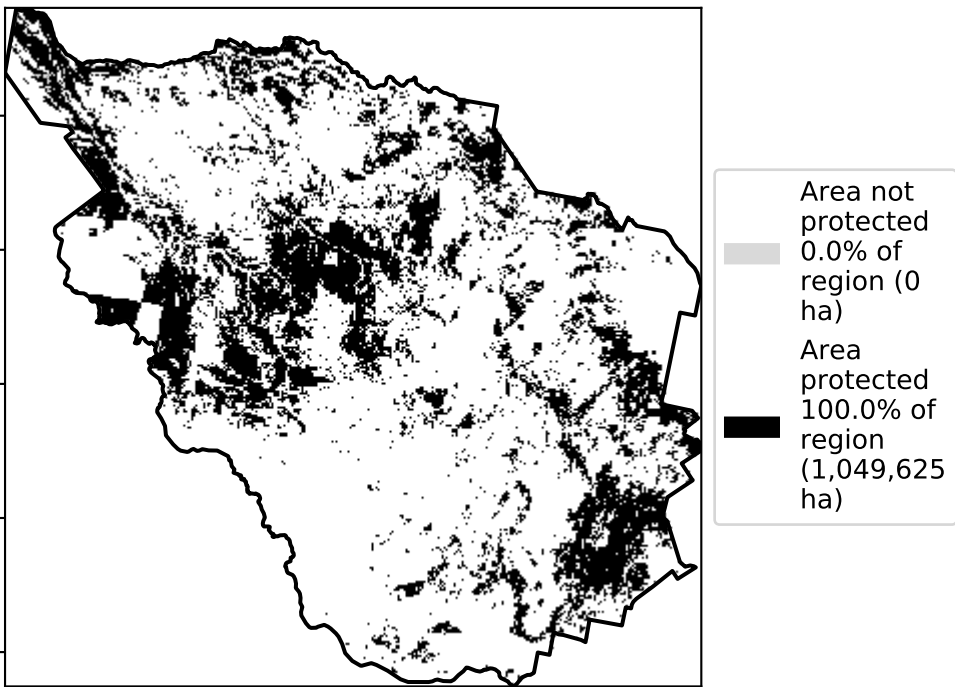 Area not
protected
0.0% of
region (0
ha)
Area
protected
100.0% of
region
(1,049,625
ha)